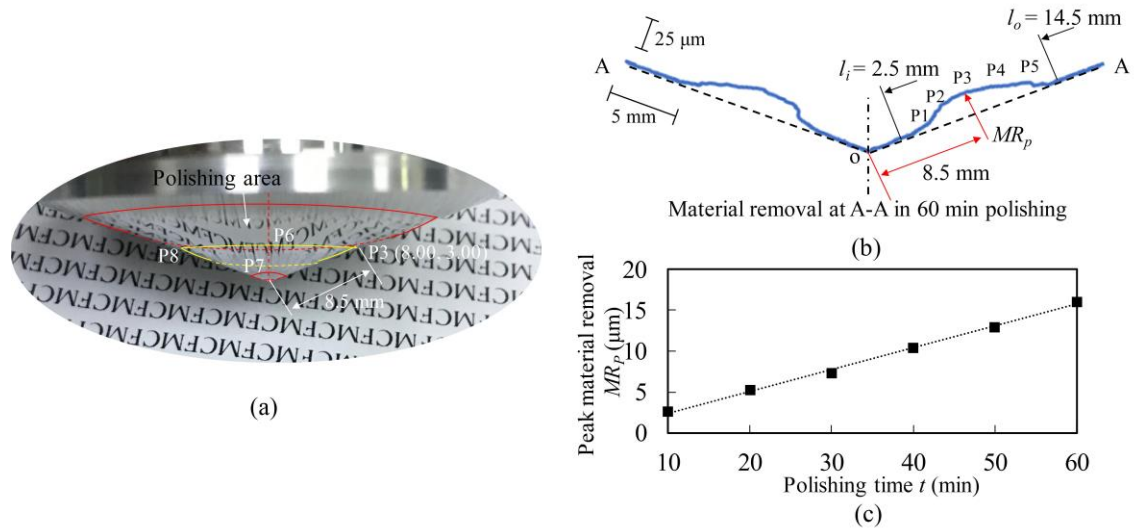 Polishing area
P6
P8
P3 (8.00, 3.00)
P7
8.5 mm
(a)
25 μm
A
5 mm
lᵢ = 2.5 mm
lₒ = 14.5 mm
A
P1
P2
P3
P4
P5
o
MRₚ
8.5 mm
Material removal at A-A in 60 min polishing
(b)
Peak material removal
MR_P (μm)
20
15
10
5
0
10 20 30 40 50 60
Polishing time t (min)
(c)